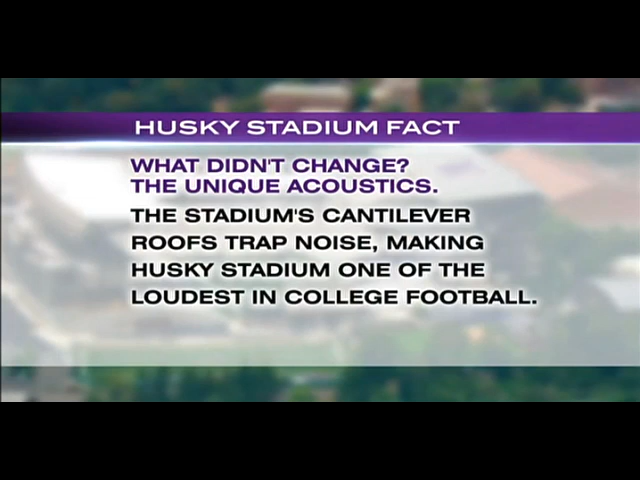 HUSKY STADIUM FACT
WHAT DIDN'T CHANGE?
THE UNIQUE ACOUSTICS.
THE STADIUM'S CANTILEVER
ROOFS TRAP NOISE, MAKING
HUSKY STADIUM ONE OF THE
LOUDEST IN COLLEGE FOOTBALL.